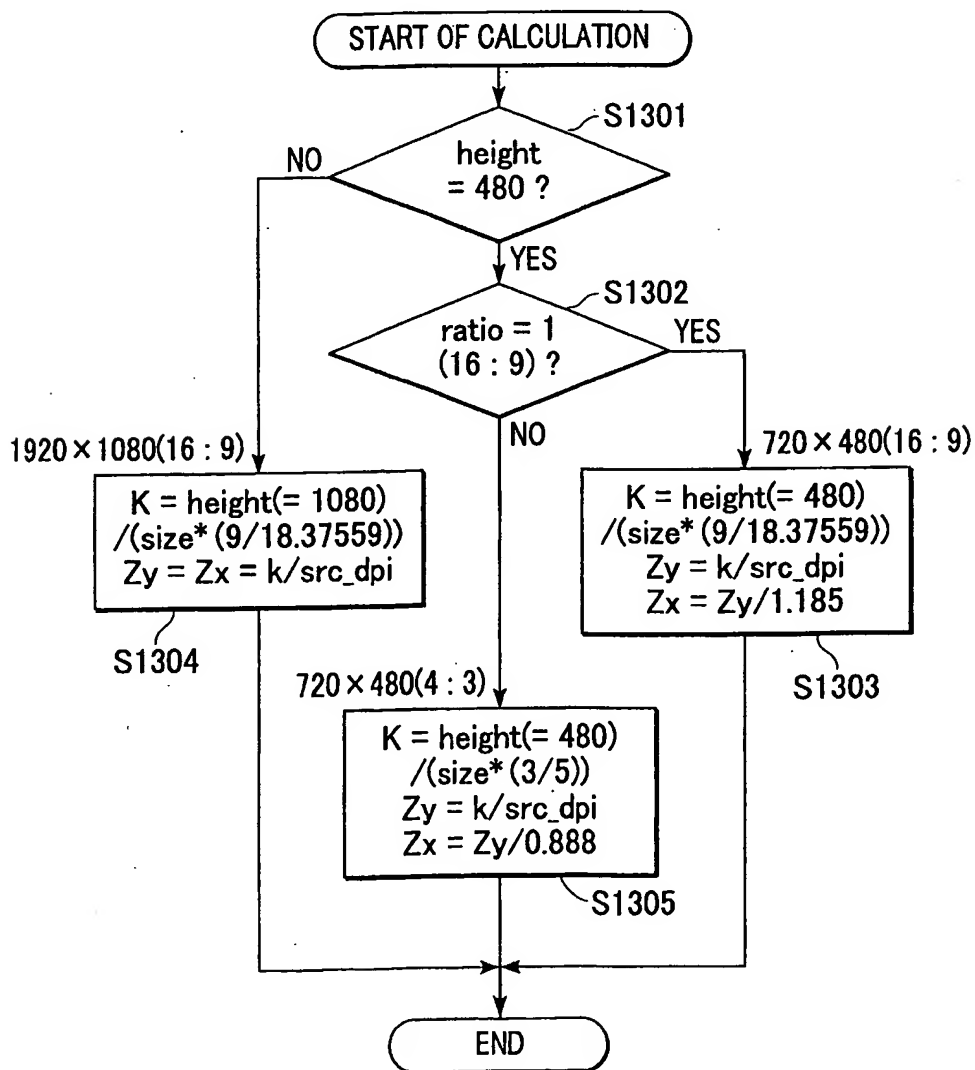 START OF CALCULATION
S1301
height
= 480 ?
NO
YES
S1302
ratio = 1
(16 : 9) ?
YES
NO
1920×1080(16 : 9)
K = height(= 1080)
/(size* (9/18.37559))
Zy = Zx = k/src_dpi
S1304
720×480(16 : 9)
K = height(= 480)
/(size* (9/18.37559))
Zy = k/src_dpi
Zx = Zy/1.185
S1303
720×480(4 : 3)
K = height(= 480)
/(size* (3/5))
Zy = k/src_dpi
Zx = Zy/0.888
S1305
END